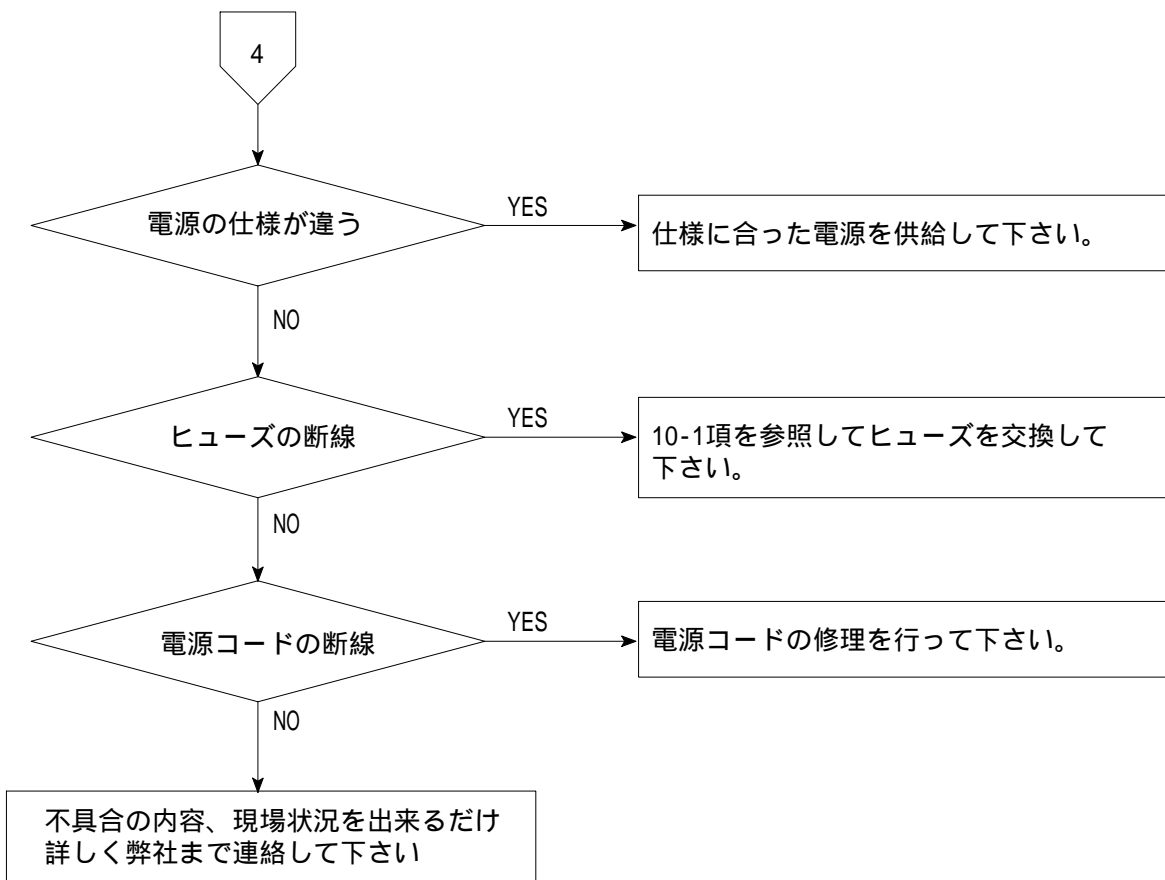 4
電源の仕様が違う
YES
仕様に合った電源を供給して下さい。
NO
ヒューズの断線
YES
10-1項を参照してヒューズを交換して
下さい。
NO
電源コードの断線
YES
電源コードの修理を行って下さい。
NO
不具合の内容、現場状況を出来るだけ
詳しく弊社まで連絡して下さい